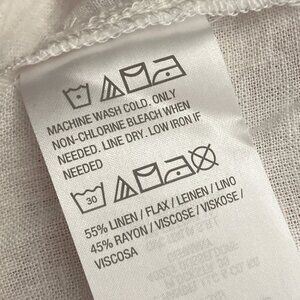 MACHINE WASH COLD. ONLY
NON-CHLORINE BLEACH WHEN
NEEDED. LINE DRY. LOW IRON IF
NEEDED
30
55% LINEN / FLAX / LEINEN / LINO
45% RAYON / VISCOSE / VISKOSE /
VISCOSA